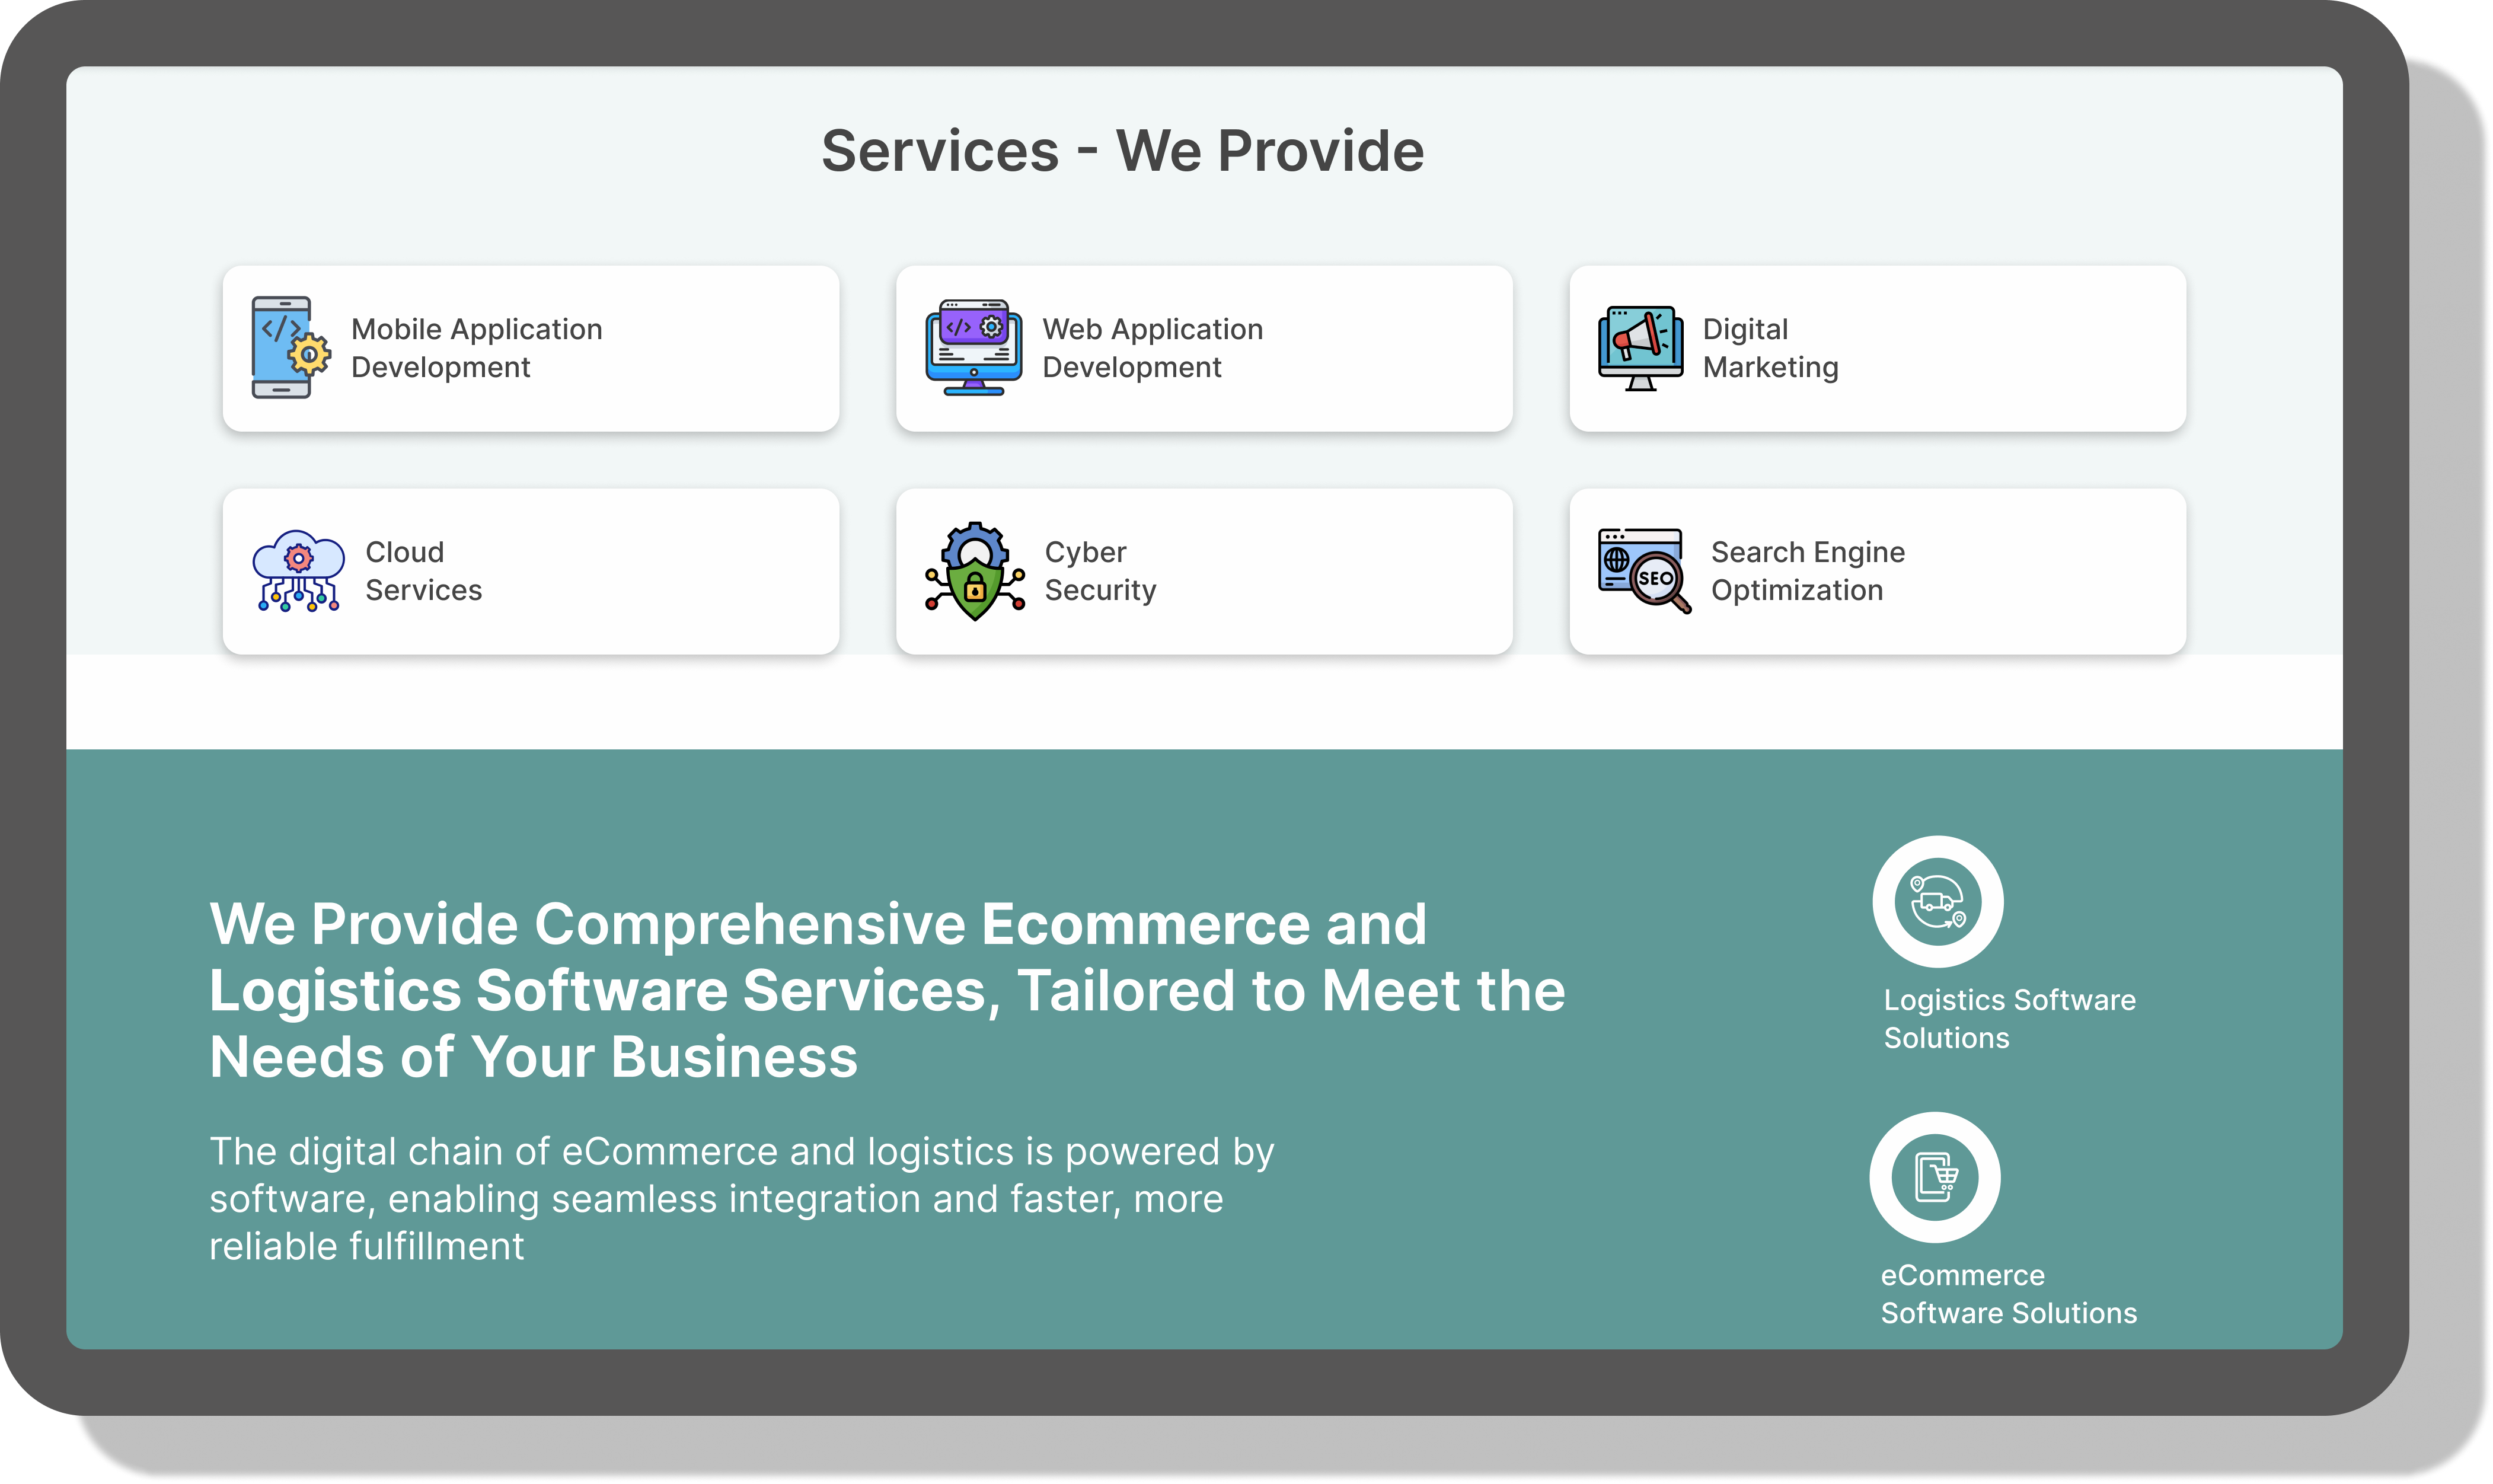 Services - We Provide
Mobile Application
Development
Web Application
Development
Digital
Marketing
Cloud
Services
Cyber
Security
SEO
Search Engine
Optimization
We Provide Comprehensive Ecommerce and
Logistics Software Services, Tailored to Meet the
Needs of Your Business
The digital chain of eCommerce and logistics is powered by
software, enabling seamless integration and faster, more
reliable fulfillment
Logistics Software
Solutions
eCommerce
Software Solutions